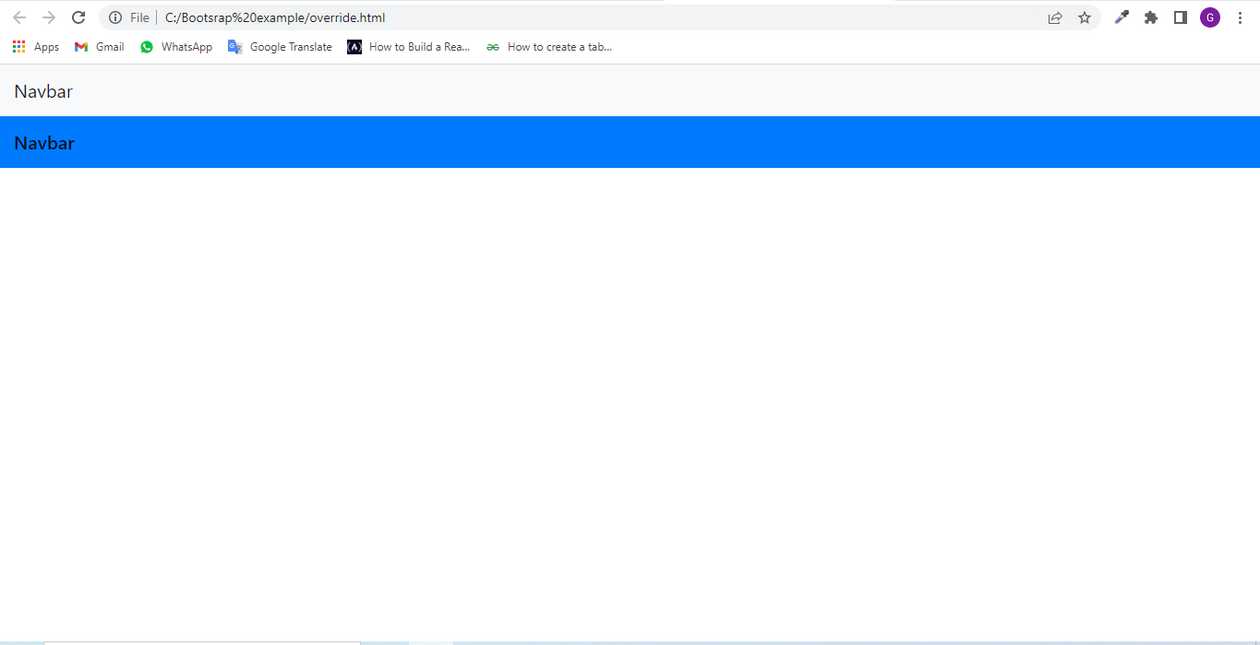 File C:/Bootsrap%20example/override.html G
Apps Gmail WhatsApp Google Translate How to Build a Rea... How to create a tab...
Navbar
Navbar